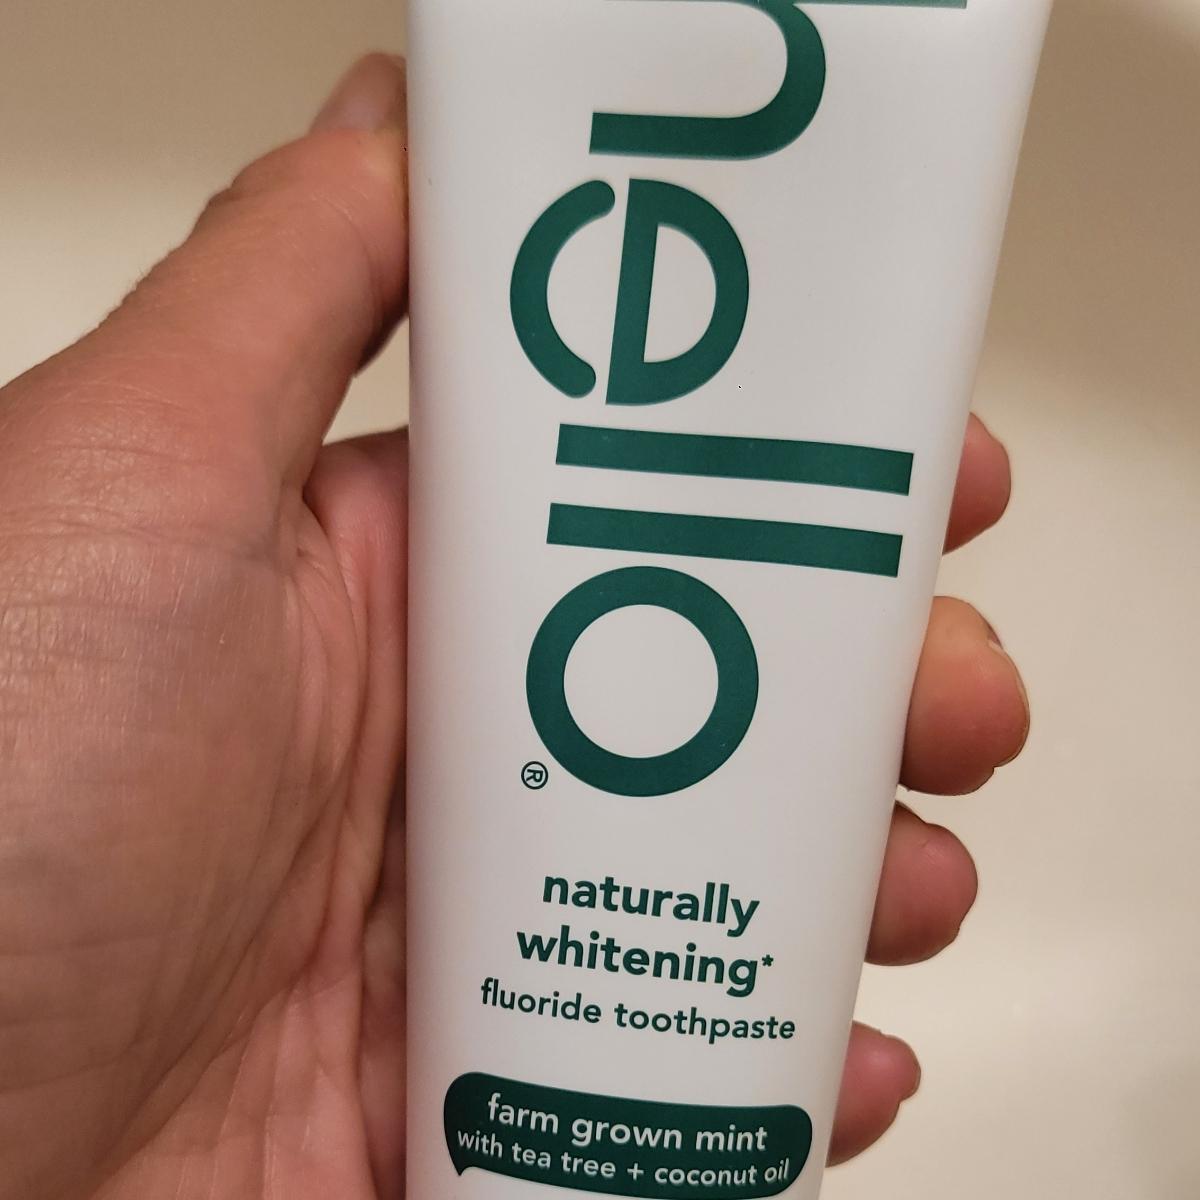 hello®
naturally
whitening*
fluoride toothpaste
farm grown mint
with tea tree + coconut oil